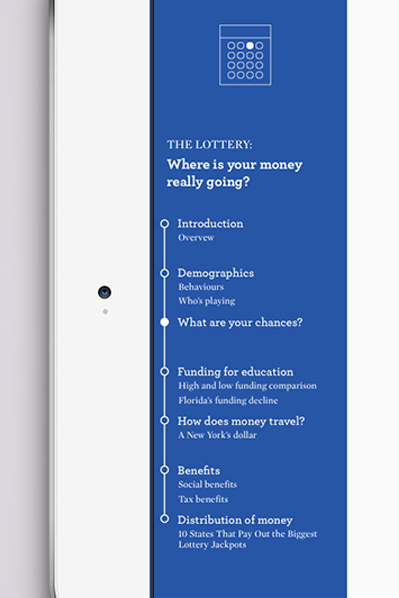 THE LOTTERY:
Where is your money
really going?
Introduction
Overvew
Demographics
Behaviours
Who's playing
What are your chances?
Funding for education
High and low funding comparison
Florida's funding decline
How does money travel?
A New York's dollar
Benefits
Social benefits
Tax benefits
Distribution of money
10 States That Pay Out the Biggest
Lottery Jackpots